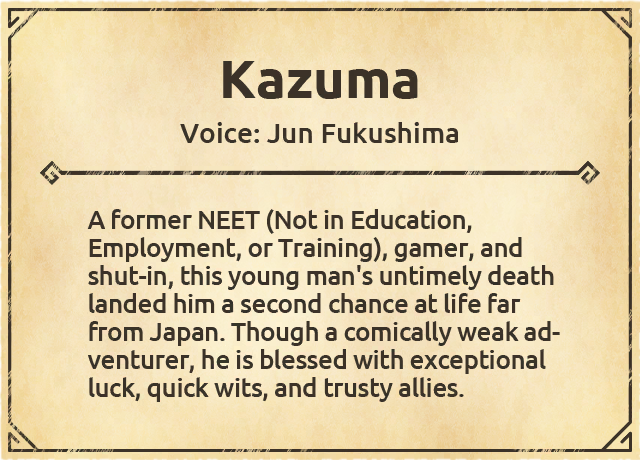 Kazuma
Voice: Jun Fukushima
A former NEET (Not in Education,
Employment, or Training), gamer, and
shut-in, this young man's untimely death
landed him a second chance at life far
from Japan. Though a comically weak ad-
venturer, he is blessed with exceptional
luck, quick wits, and trusty allies.